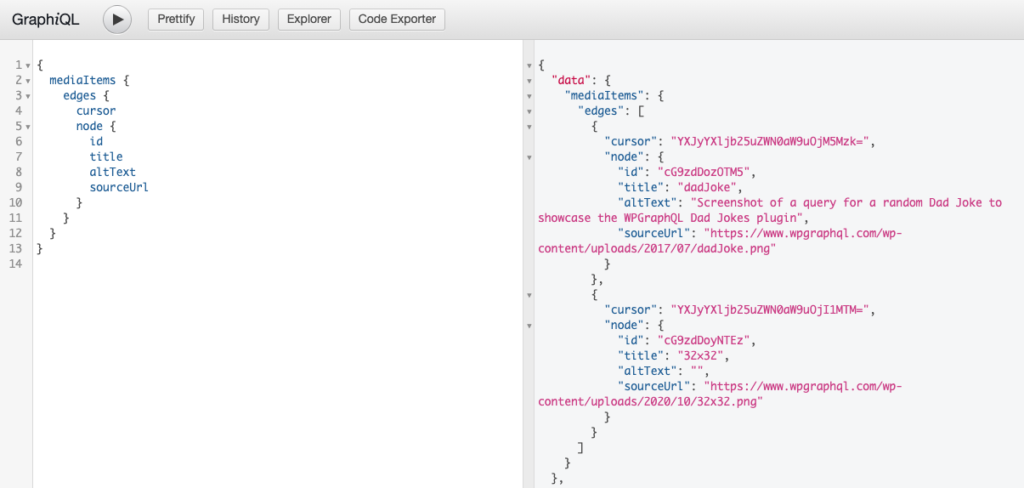 GraphiQL Prettify History Explorer Code Exporter
1 {
2 mediaItems {
3 edges {
4 cursor
5 node {
6 id
7 title
8 altText
9 sourceUrl
10 }
11 }
12 }
13 }
14
{
"data": {
"mediaItems": {
"edges": [
{
"cursor": "YXJyYXljb25uZWN0aW9uOjM5Mzk=",
"node": {
"id": "cG9zdDozOTM5",
"title": "dadJoke",
"altText": "Screenshot of a query for a random Dad Joke to
showcase the WPGraphQL Dad Jokes plugin",
"sourceUrl": "https://www.wpgraphql.com/wp-
content/uploads/2017/07/dadJoke.png"
}
},
{
"cursor": "YXJyYXljb25uZWN0aW9uOjI1MTM=",
"node": {
"id": "cG9zdDoyNTEz",
"title": "32x32",
"altText": "",
"sourceUrl": "https://www.wpgraphql.com/wp-
content/uploads/2020/10/32x32.png"
}
}
]
}
},